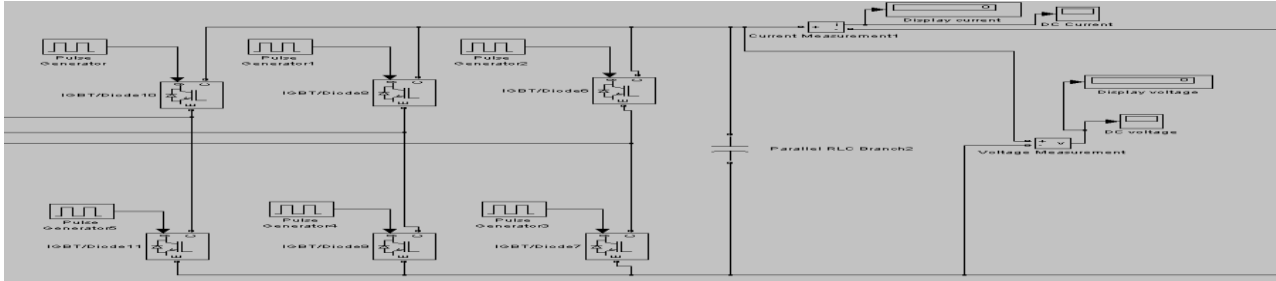 Display current
DC Current
Current Measurement1
Pulse
Generator
Pulse
Generator1
Pulse
Generator2
IGBT/Diode10
IGBT/Diode6
Display voltage
DC voltage
Parallel RLC Branch2
Voltage Measurement
Pulse
Generator5
Pulse
Generator4
Pulse
Generator3
IGBT/Diode11
IGBT/Diode7